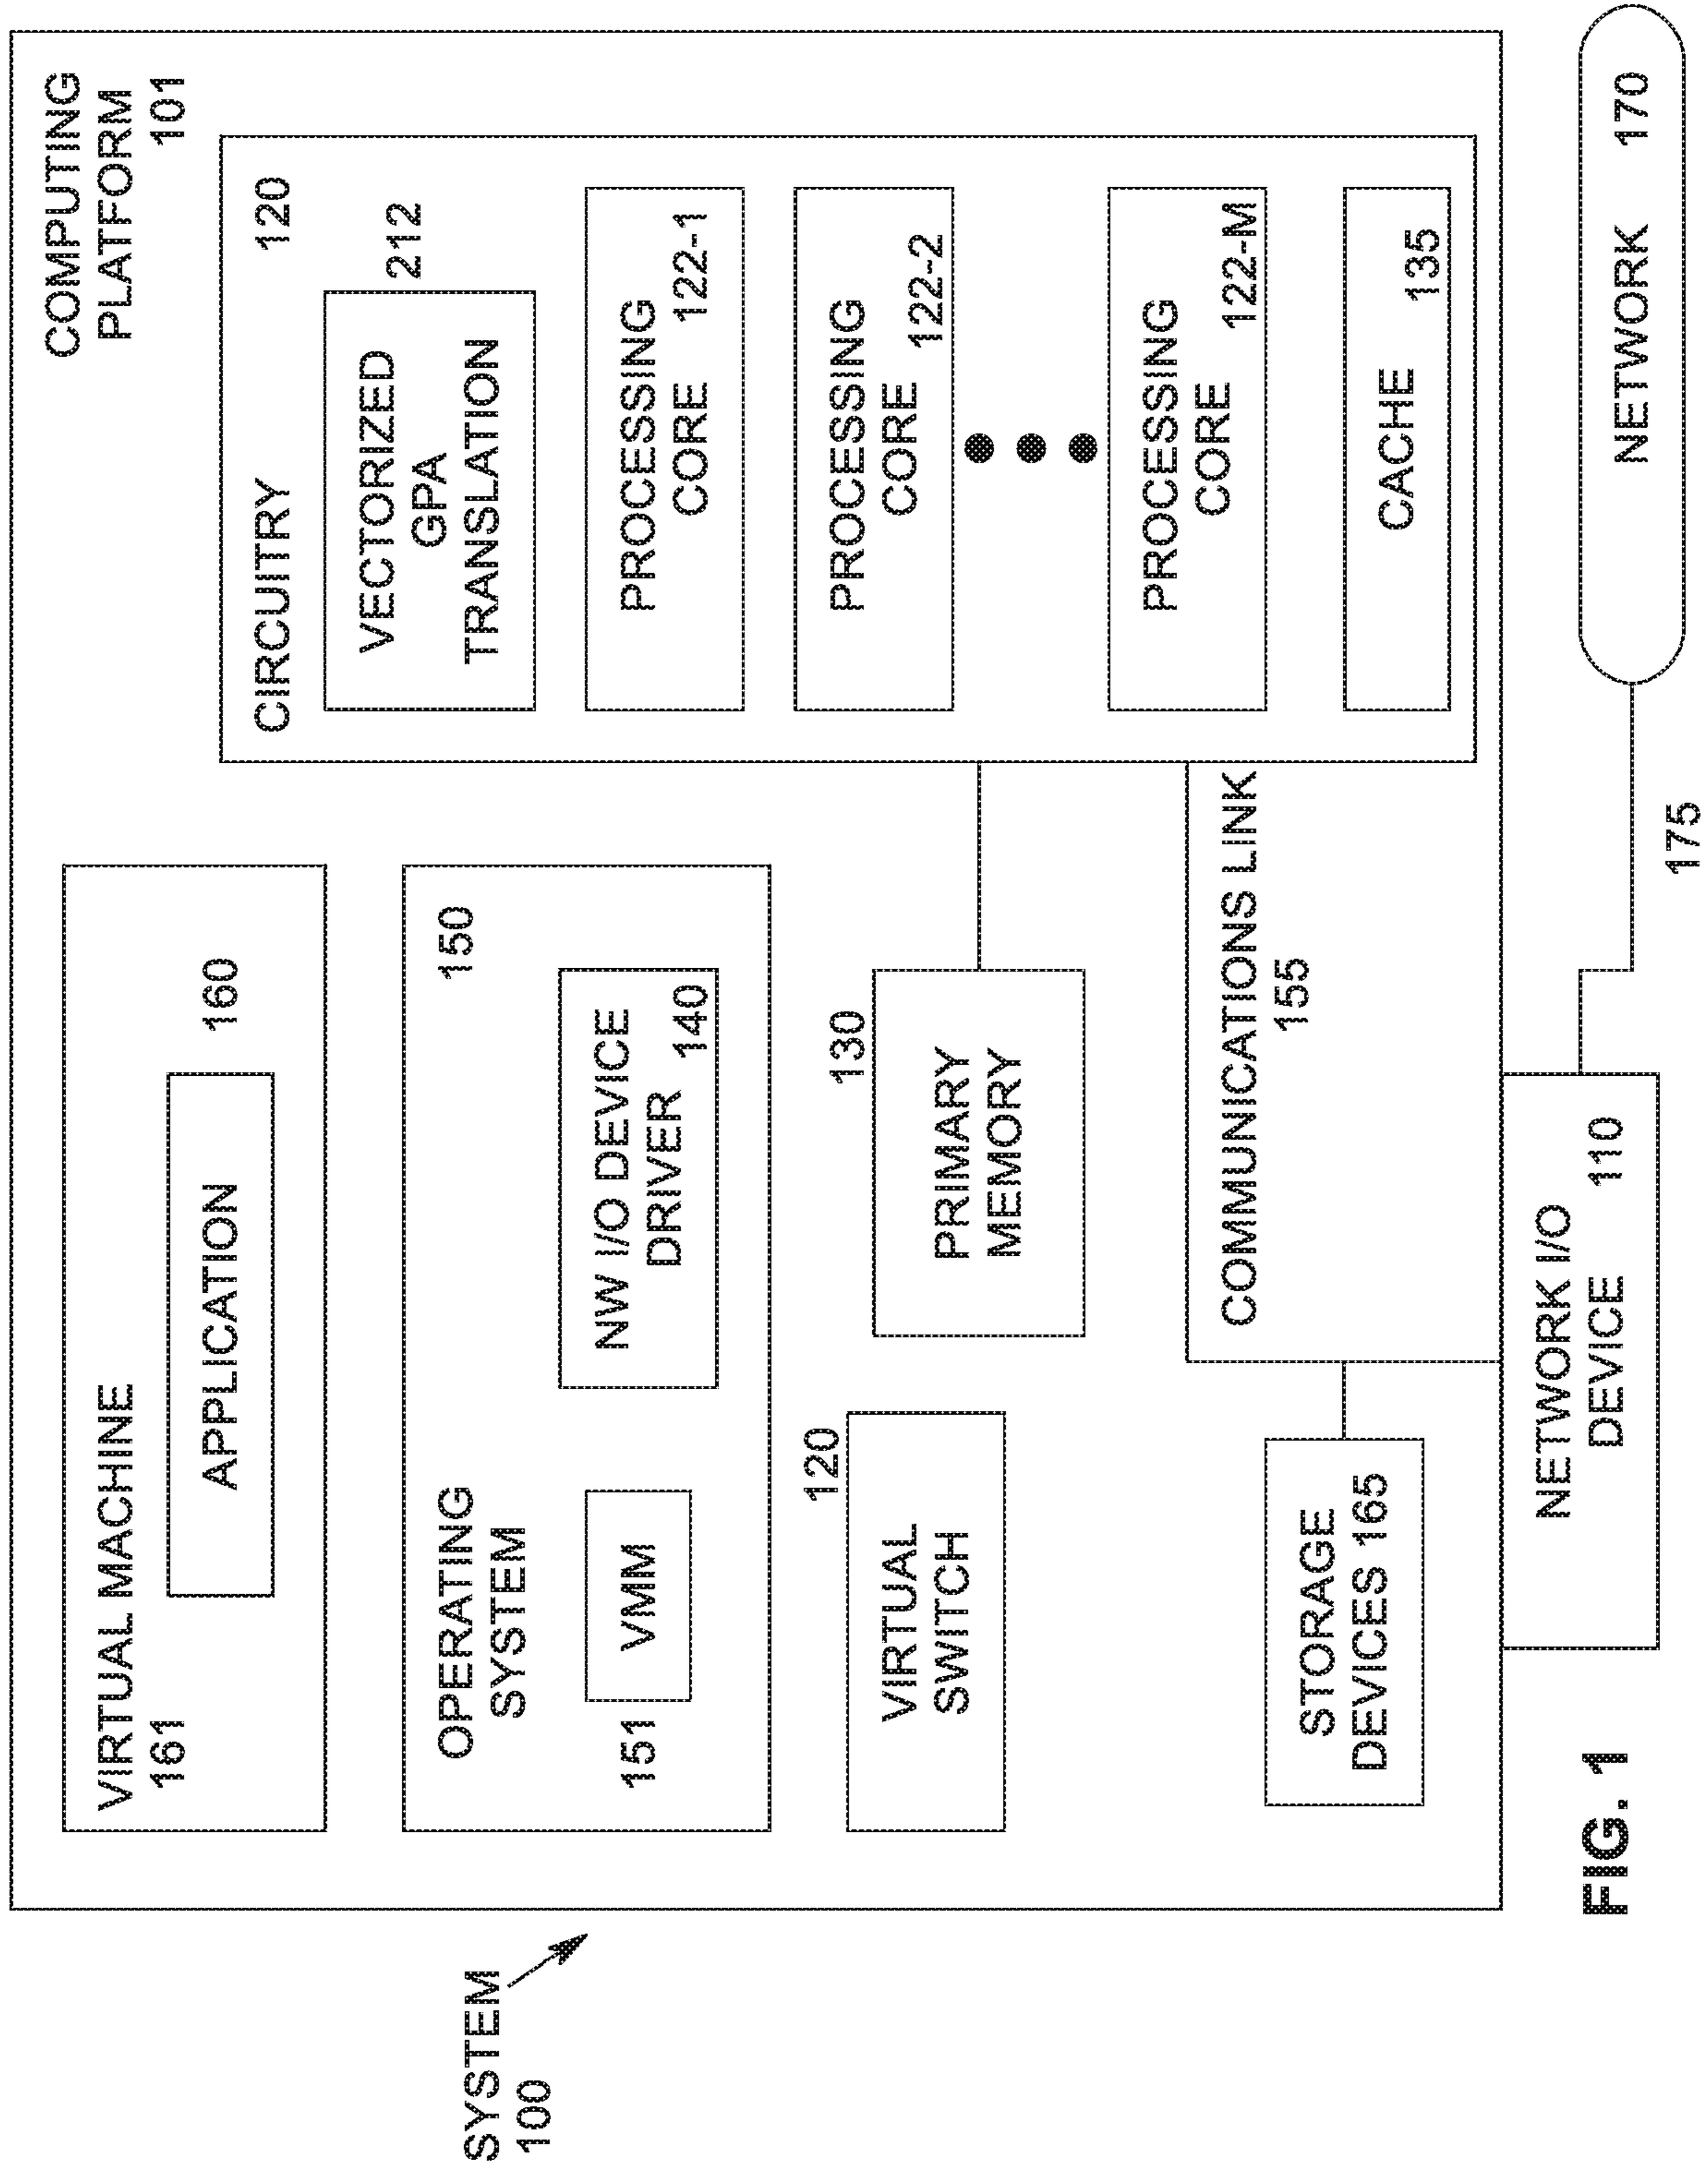 SYSTEM
100
COMPUTING
PLATFORM
101
VIRTUAL MACHINE
161
APPLICATION
160
OPERATING
SYSTEM
150
VMM
151
NW I/O DEVICE
DRIVER
140
VIRTUAL
SWITCH
120
PRIMARY
MEMORY
130
CIRCUITRY
120
VECTORIZED
GPA
TRANSLATION
212
PROCESSING
CORE 122-1
PROCESSING
CORE 122-2
PROCESSING
CORE 122-M
CACHE
135
COMMUNICATIONS LINK
155
STORAGE
DEVICES 165
NETWORK I/O
DEVICE 110
NETWORK 170
175
FIG. 1